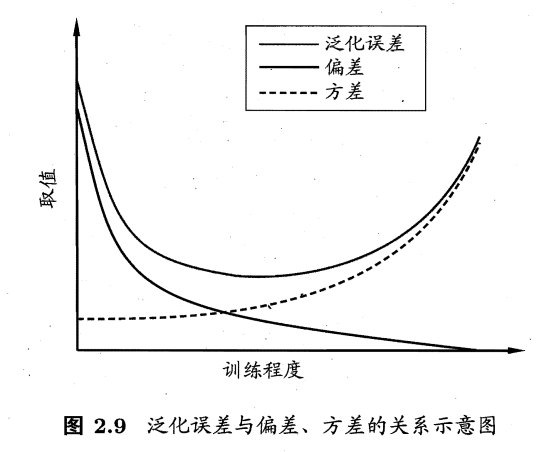 泛化误差
偏差
方差
取值
训练程度
图 2.9 泛化误差与偏差、方差的关系示意图